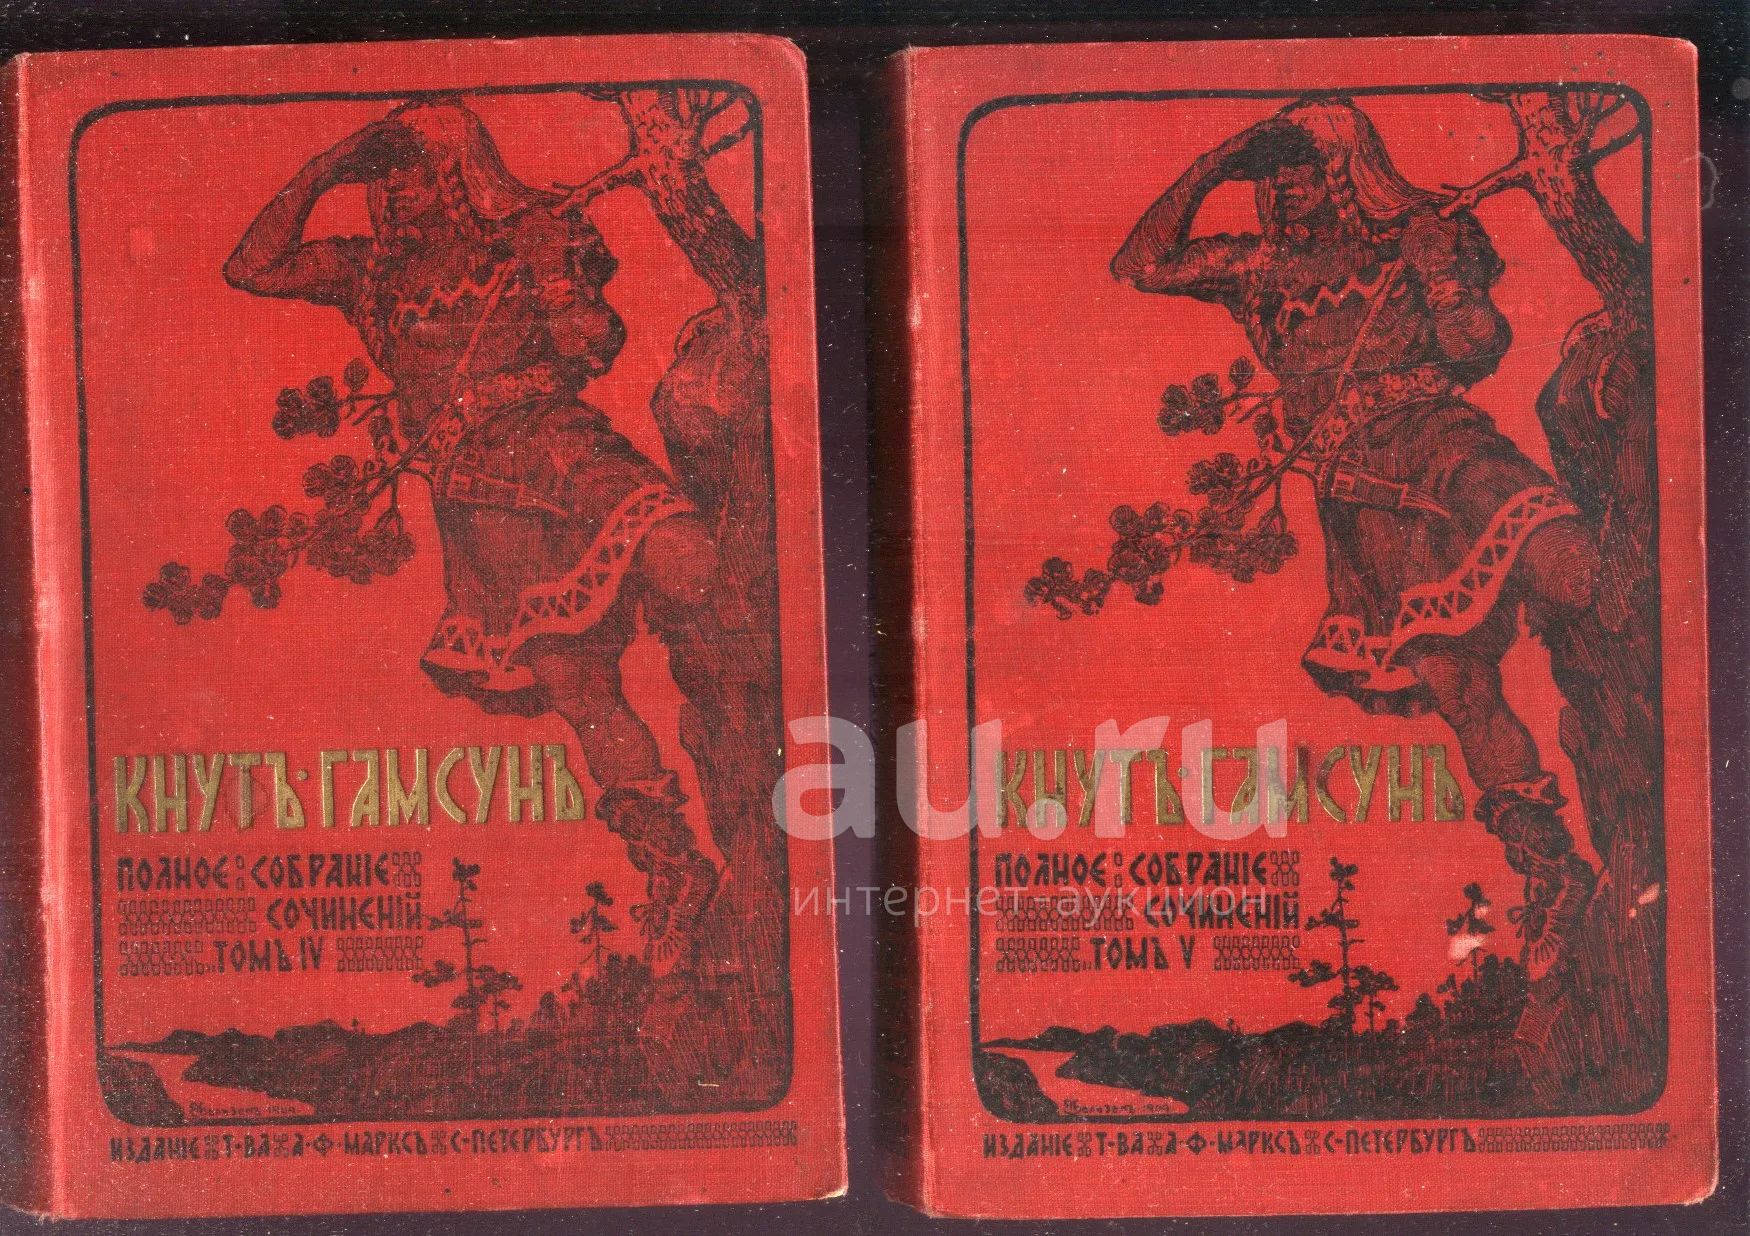 КНУТЪ·ГАМСУНЪ
ПОЛНОЕ:СОБРАНІЕ
СОЧИНЕНІЙ
ТОМЪ IV
ИЗДАНІЕ Т-ВА А·Ф·МАРКСЪ С-ПЕТЕРБУРГЪ
КНУТЪ·ГАМСУНЪ
ПОЛНОЕ:СОБРАНІЕ
СОЧИНЕНІЙ
ТОМЪ V
ИЗДАНІЕ Т-ВА А·Ф·МАРКСЪ С-ПЕТЕРБУРГЪ
au.ru
интернет-аукцион